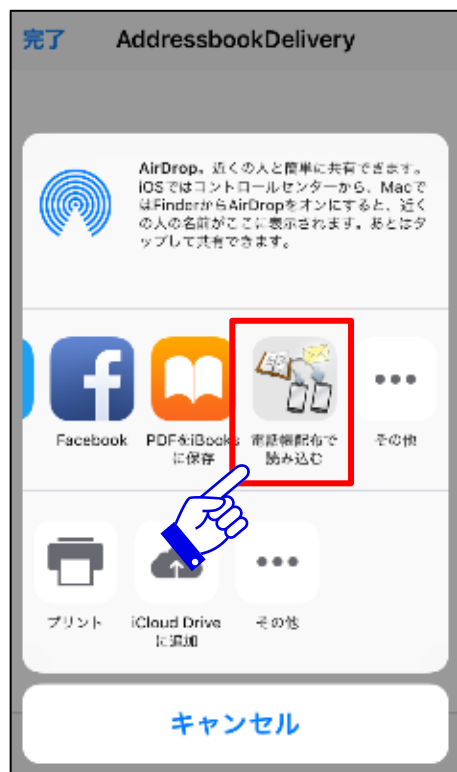 完了 AddressbookDelivery
AirDrop。近くの人と簡単に共有できます。
iOSではコントロールセンターから、Macで
はFinderからAirDropをオンにすると、近く
の人の名前がここに表示されます。あとはタ
ップして共有できます。
Facebook
PDFをiBooks
に保存
電話帳配布で
読み込む
その他
プリント
iCloud Drive
に追加
その他
キャンセル